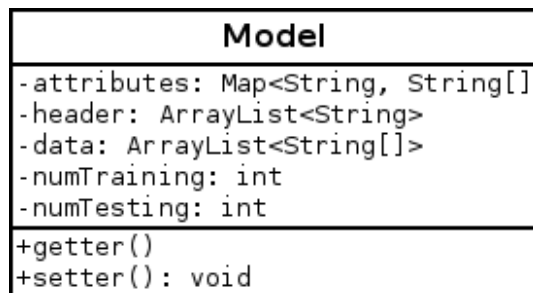 Model
-attributes: Map<String, String[]
-header: ArrayList<String>
-data: ArrayList<String[]>
-numTraining: int
-numTesting: int
+getter()
+setter(): void